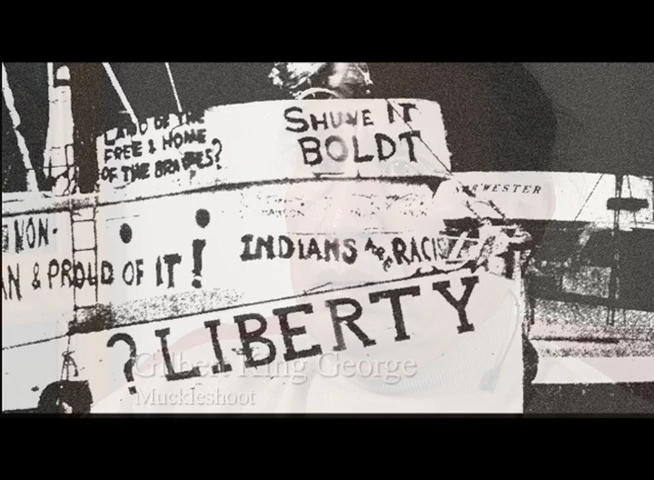 LAND OF THE
FREE & HOME
OF THE BRAVES?
SHUVE IT
BOLDT
NON-
INDIANS ARE RACIST
AN & PROUD OF IT!
? LIBERTY
Gilbert King George
Muckleshoot